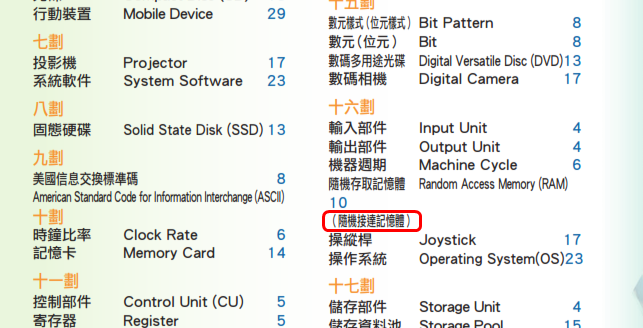 行動裝置 Mobile Device 29
七劃
投影機 Projector 17
系統軟件 System Software 23
八劃
固態硬碟 Solid State Disk (SSD) 13
九劃
美國信息交換標準碼 8
American Standard Code for Information Interchange (ASCII)
十劃
時鐘比率 Clock Rate 6
記憶卡 Memory Card 14
十一劃
控制部件 Control Unit (CU) 5
寄存器 Register 5
十五劃
數元樣式(位元樣式) Bit Pattern 8
數元(位元) Bit 8
數碼多用途光碟 Digital Versatile Disc (DVD) 13
數碼相機 Digital Camera 17
十六劃
輸入部件 Input Unit 4
輸出部件 Output Unit 4
機器週期 Machine Cycle 6
隨機存取記憶體 Random Access Memory (RAM)
10
(隨機接達記憶體)
操縱桿 Joystick 17
操作系統 Operating System(OS)23
十七劃
儲存部件 Storage Unit 4
儲存資料池 Storage Pool 15